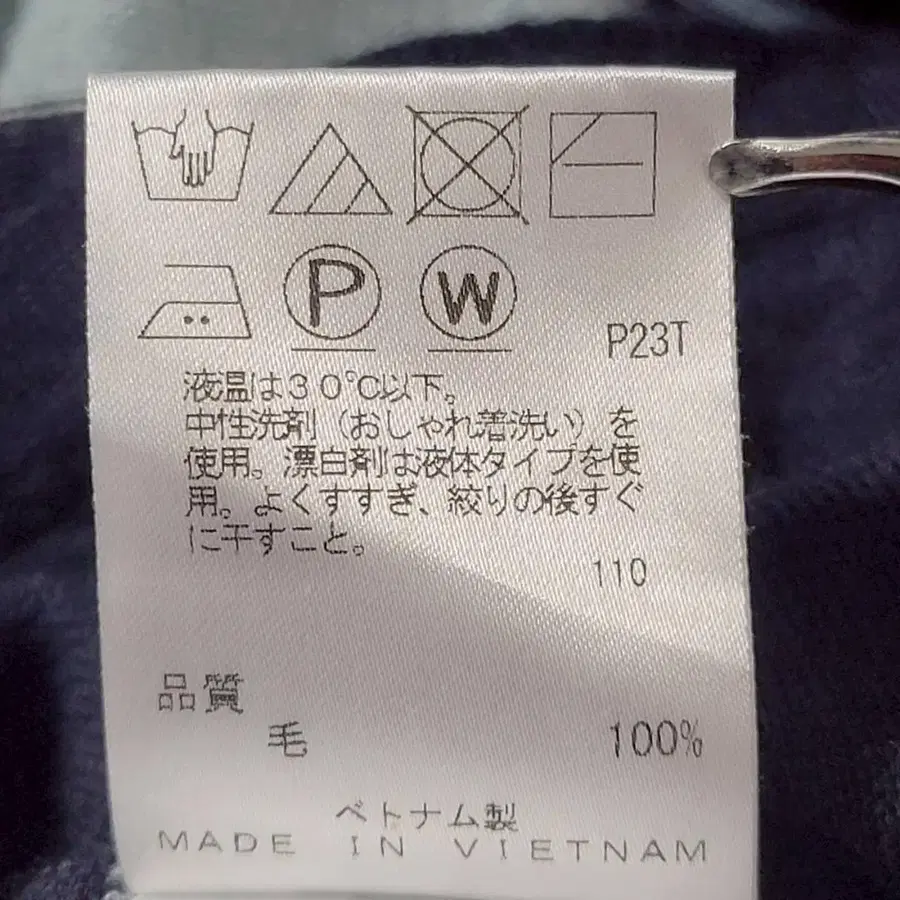 P W
P23T
液温は30℃以下。
中性洗剤（おしゃれ着洗い）を
使用。漂白剤は液体タイプを使
用。よくすすぎ、絞りの後すぐ
に干すこと。
110
品質
毛 100%
ベトナム製
MADE IN VIETNAM